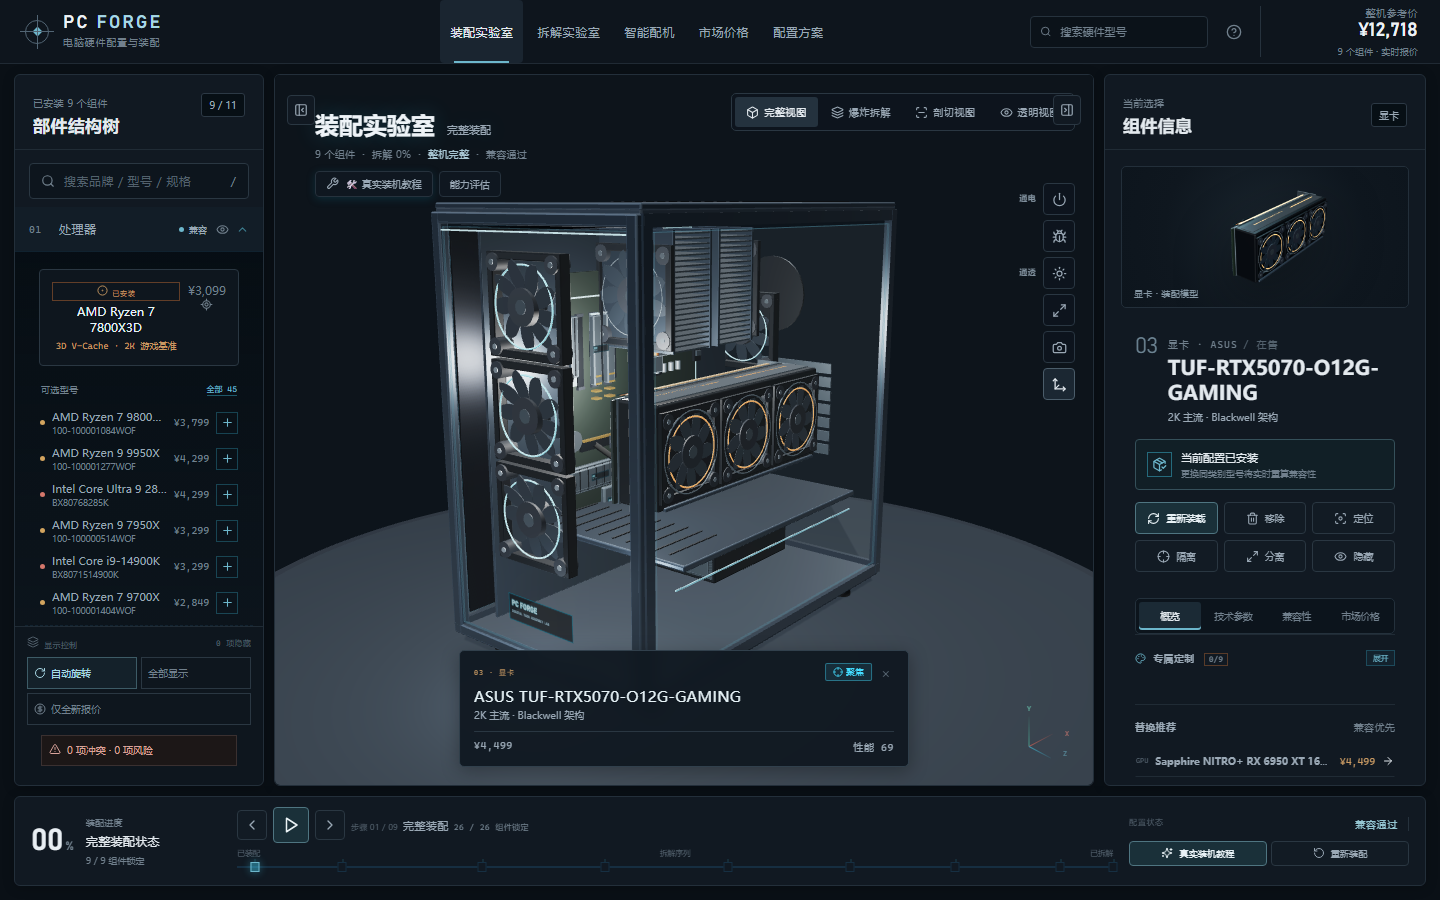 PC FORGE
电脑硬件配置与装配
装配实验室
拆解实验室
智能配机
市场价格
配置方案
搜索硬件型号
整机参考价
¥12,718
9 个组件 · 实时报价
已安装 9 个组件
部件结构树
9 / 11
搜索品牌 / 型号 / 规格
/
01 处理器
兼容
已安装
¥3,099
AMD Ryzen 7
7800X3D
3D V-Cache · 2K 游戏基准
可选型号
全部 45
AMD Ryzen 7 9800...
100-100001084WOF
¥3,799
AMD Ryzen 9 9950X
100-100001277WOF
¥4,299
Intel Core Ultra 9 28...
BX80768285K
¥4,299
AMD Ryzen 9 7950X
100-100000514WOF
¥3,299
Intel Core i9-14900K
BX8071514900K
¥3,299
AMD Ryzen 7 9700X
100-100001404WOF
¥2,849
显示控制
0 项隐藏
自动旋转
全部显示
仅全新报价
0 项冲突 · 0 项风险
装配实验室 完整装配
9 个组件 · 拆解 0% · 整机完整 · 兼容通过
🛠 真实装机教程
能力评估
完整视图
爆炸拆解
剖切视图
透明视图
通电
通透
PC FORGE
03 · 显卡
聚焦
ASUS TUF-RTX5070-O12G-GAMING
2K 主流 · Blackwell 架构
¥4,499
性能 69
Y
X
Z
当前选择
组件信息
显卡
显卡 · 装配模型
03
显卡 · ASUS / 在售
TUF-RTX5070-O12G-
GAMING
2K 主流 · Blackwell 架构
当前配置已安装
更换同类别型号会实时重算兼容性
重新装载
移除
定位
隔离
分离
隐藏
概览
技术参数
兼容性
市场价格
专属定制 0/9
展开
替换推荐
兼容优先
GPU Sapphire NITRO+ RX 6950 XT 16... ¥4,499
00%
装配进度
完整装配状态
9 / 9 组件锁定
步骤 01 / 09 完整装配 26 / 26 组件锁定
已装配
拆解序列
已拆解
配置状态
兼容通过
真实装机教程
重新装配